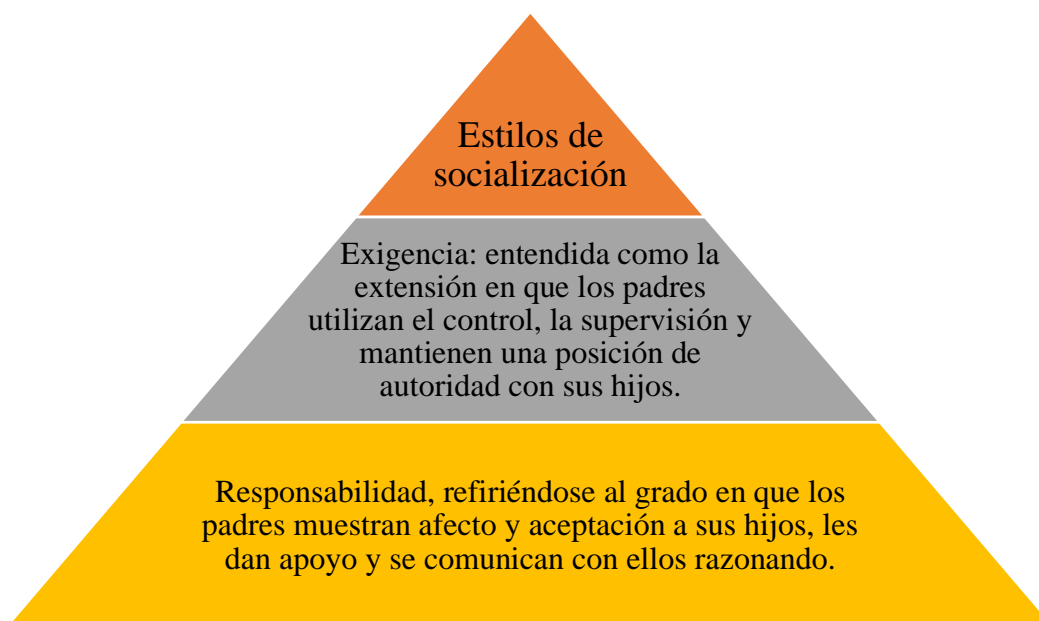 Estilos de
socialización
Exigencia: entendida como la
extensión en que los padres
utilizan el control, la supervisión y
mantienen una posición de
autoridad con sus hijos.
Responsabilidad, refiriéndose al grado en que los
padres muestran afecto y aceptación a sus hijos, les
dan apoyo y se comunican con ellos razonando.